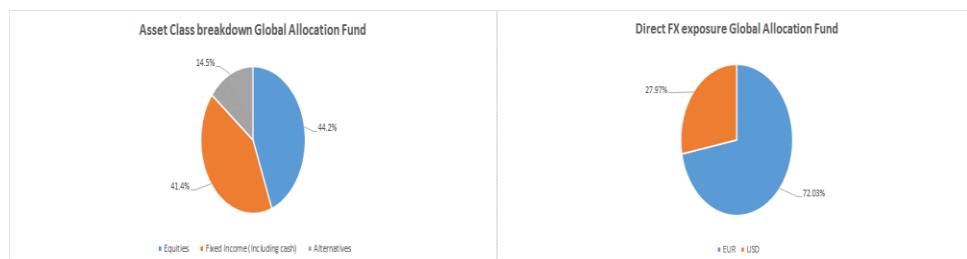 Asset Class breakdown Global Allocation Fund
14.5%
44.2%
41.4%
Equities Fixed Income (Including cash) Alternatives
Direct FX exposure Global Allocation Fund
27.97%
72.03%
EUR USD